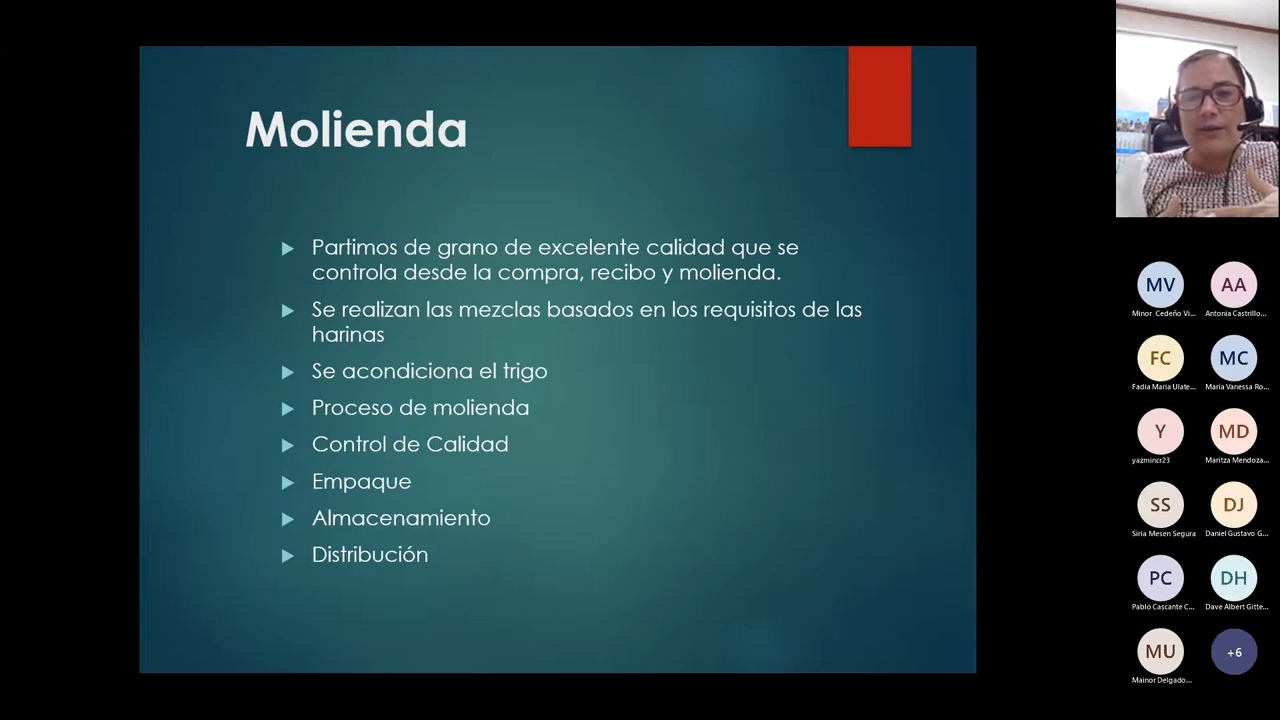 Molienda
Partimos de grano de excelente calidad que se
controla desde la compra, recibo y molienda.
Se realizan las mezclas basados en los requisitos de las
harinas
Se acondiciona el trigo
Proceso de molienda
Control de Calidad
Empaque
Almacenamiento
Distribución
MV
AA
Minor Cedeño Vi...
Antonia Castrillo...
FC
MC
Fadia Maria Ulate...
Maria Vanessa Ro...
Y
MD
yazmincr23
Maritza Mendoza...
SS
DJ
Siria Mesen Segura
Daniel Gustavo G...
PC
DH
Pablo Cascante C...
Dave Albert Gitte...
MU
+6
Mainor Delgado...